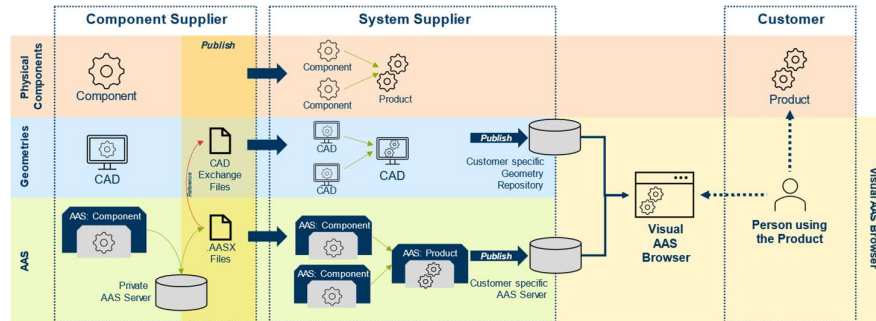 Component Supplier
System Supplier
Customer
Physical
Components
Publish
Component
Component
Component
Product
Product
Geometries
CAD
CAD
Exchange
Files
CAD
CAD
CAD
Publish
Customer specific
Geometry
Repository
Reference
Visual
AAS
Browser
Person using
the Product
Visual AAS Browser
AAS
AAS: Component
AASX
Files
Private
AAS Server
AAS: Component
AAS: Component
AAS: Product
Publish
Customer specific
AAS Server